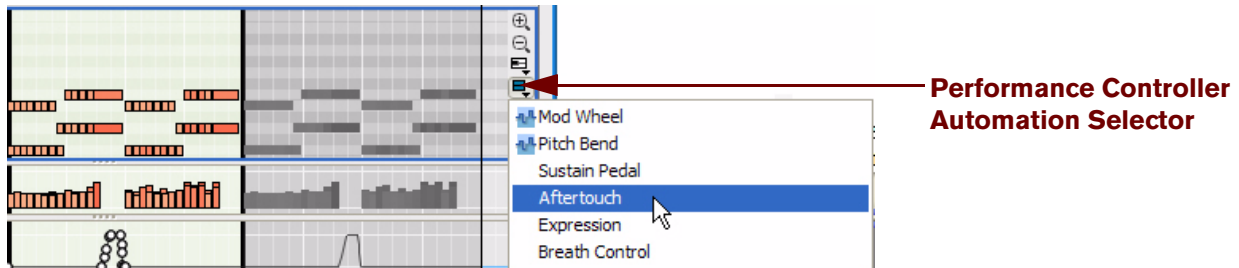 Performance Controller
Automation Selector
Mod Wheel
Pitch Bend
Sustain Pedal
Aftertouch
Expression
Breath Control